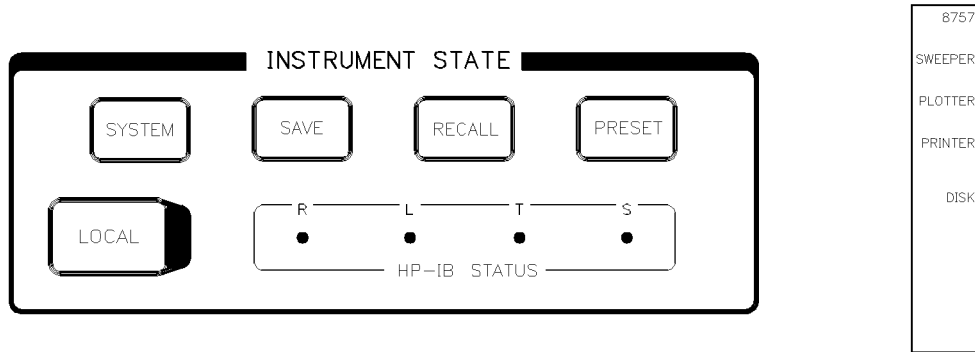 INSTRUMENT STATE
SYSTEM SAVE RECALL PRESET
LOCAL
R L T S
HP-IB STATUS
8757
SWEEPER
PLOTTER
PRINTER
DISK